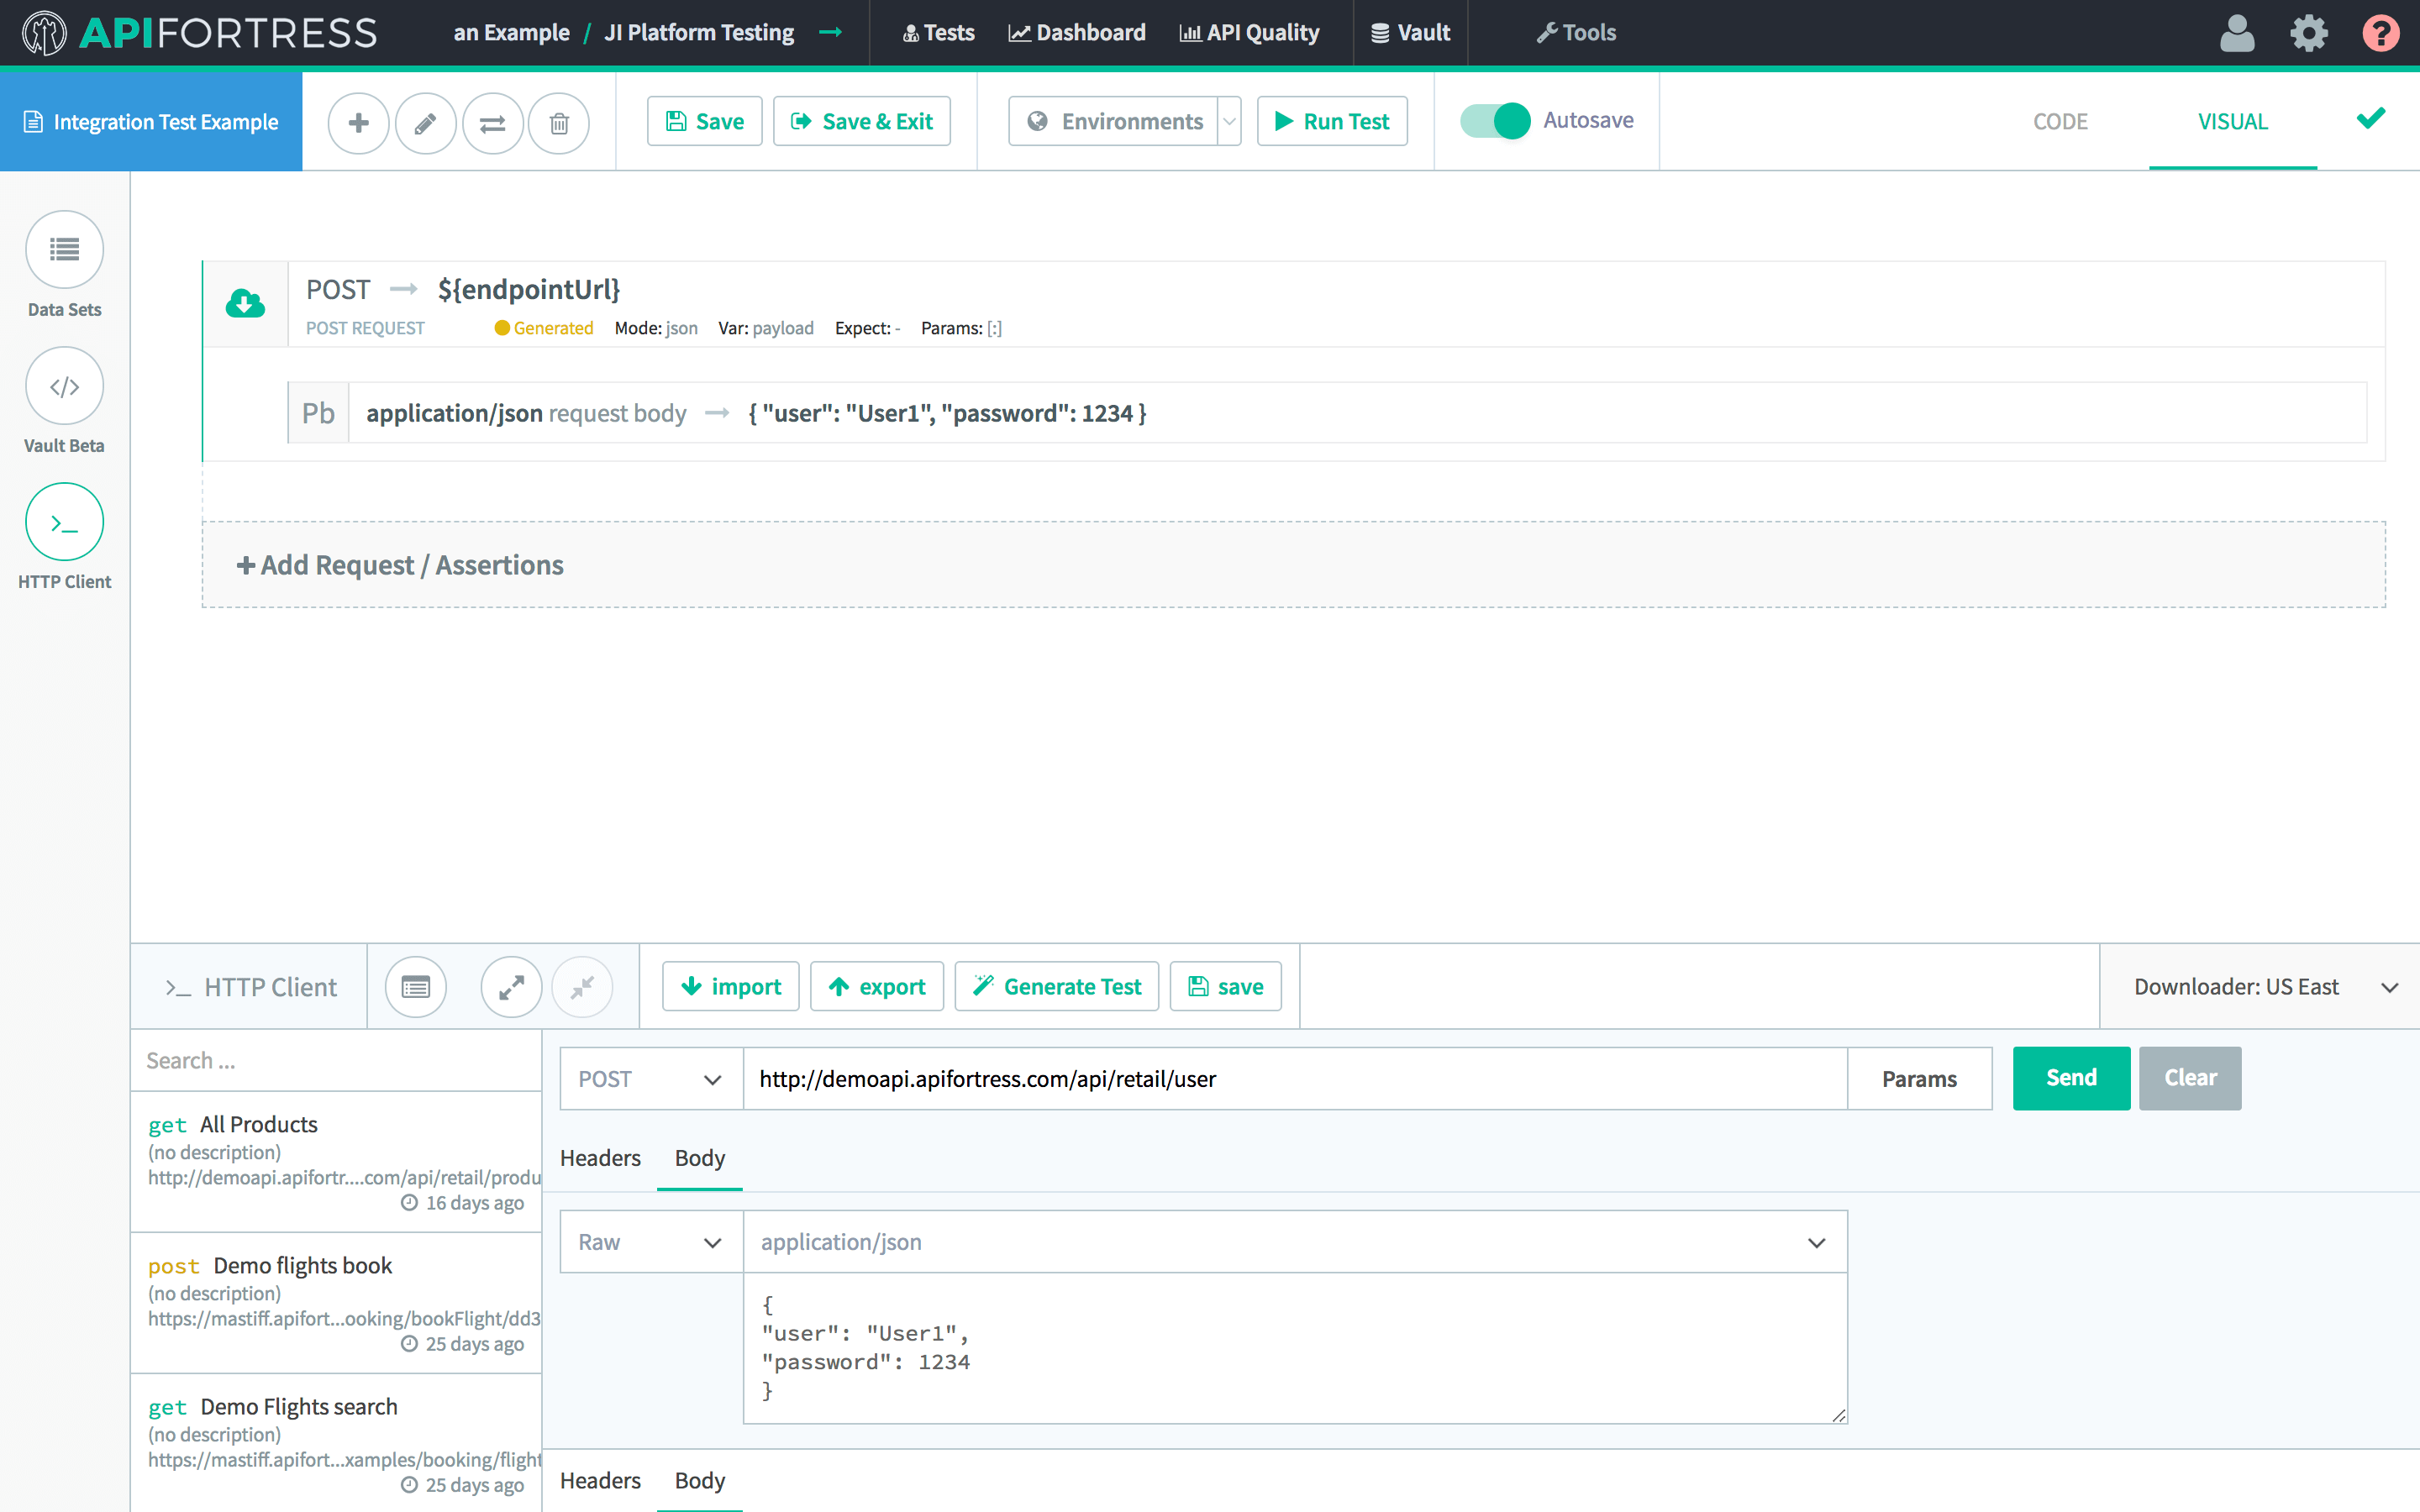 APIFORTRESS
an Example / JI Platform Testing
Tests
Dashboard
API Quality
Vault
Tools
?
Integration Test Example
Save
Save & Exit
Environments
Run Test
Autosave
CODE
VISUAL
Data Sets
Vault Beta
HTTP Client
POST ${endpointUrl}
POST REQUEST Generated Mode: json Var: payload Expect: - Params: [:]
Pb application/json request body { "user": "User1", "password": 1234 }
+ Add Request / Assertions
>_ HTTP Client
import
export
Generate Test
save
Downloader: US East
Search ...
get All Products
(no description)
http://demoapi.apifortr....com/api/retail/produ
16 days ago
post Demo flights book
(no description)
https://mastiff.apifort...ooking/bookFlight/dd3
25 days ago
get Demo Flights search
(no description)
https://mastiff.apifort...xamples/booking/flight
25 days ago
POST
http://demoapi.apifortress.com/api/retail/user
Params
Send
Clear
Headers Body
Raw
application/json
{
"user": "User1",
"password": 1234
}
Headers Body